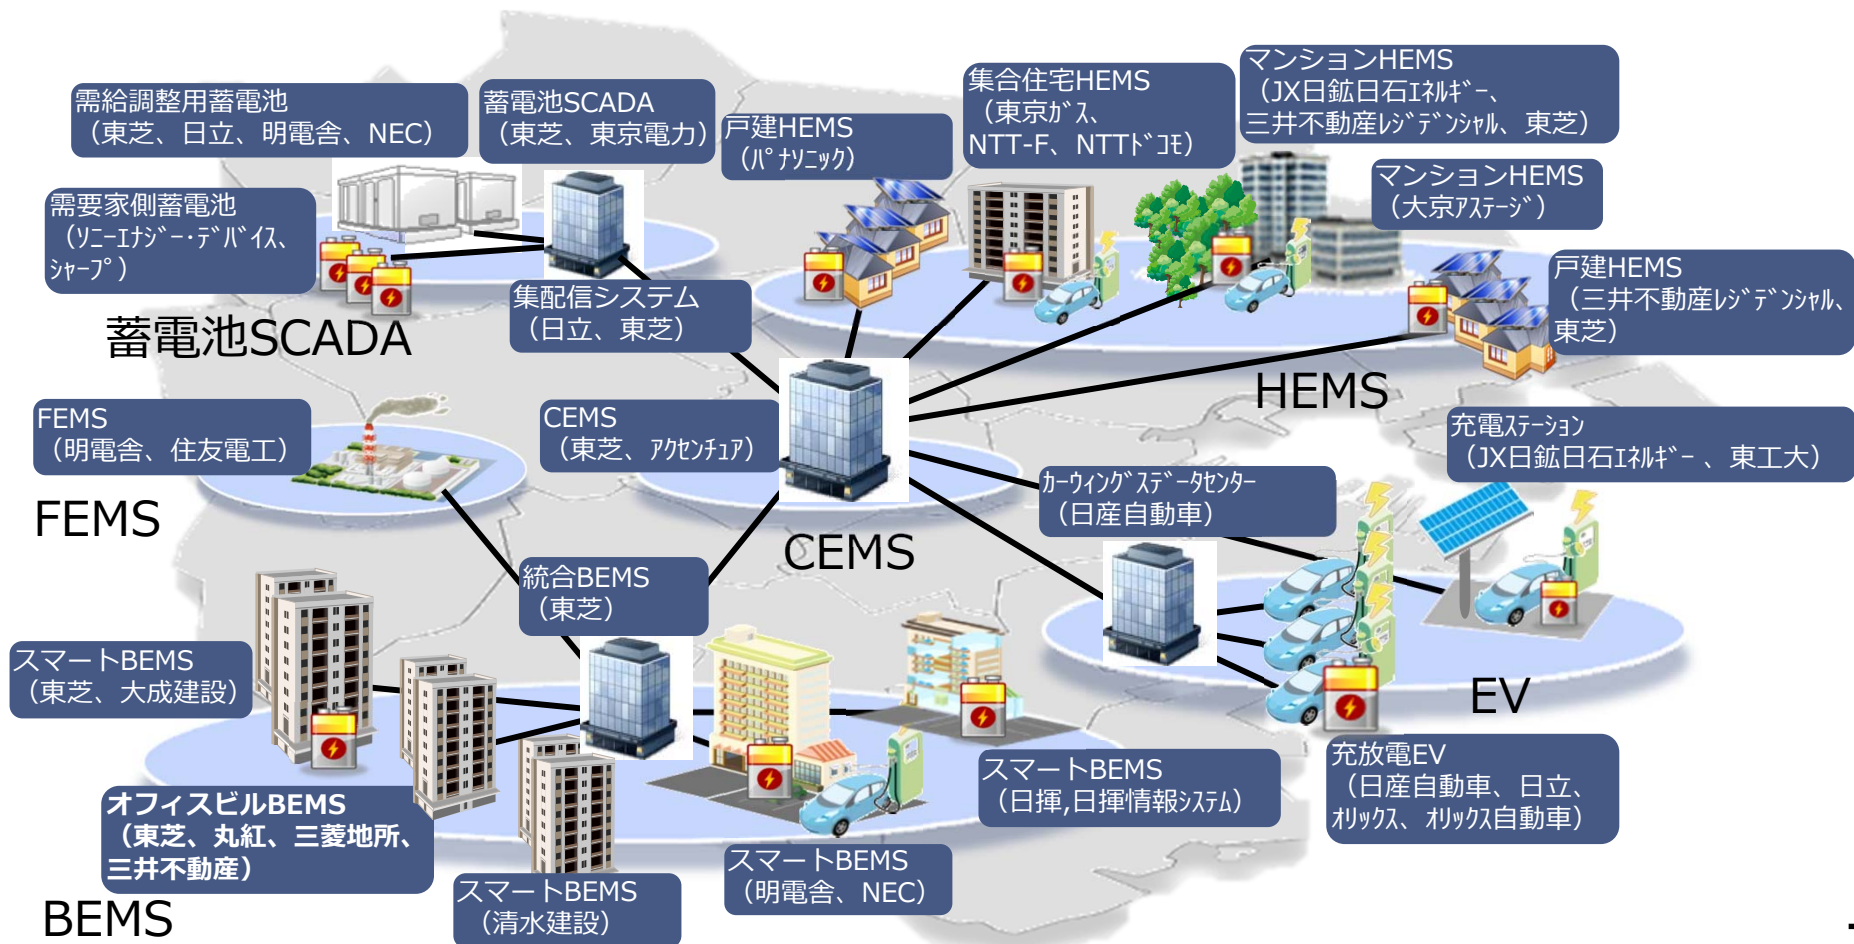 需給調整用蓄電池
（東芝、日立、明電舎、NEC）
蓄電池SCADA
（東芝、東京電力）
戸建HEMS
（ﾊﾟﾅｿﾆｯｸ）
集合住宅HEMS
（東京ｶﾞｽ、
NTT-F、NTTﾄﾞｺﾓ）
マンションHEMS
（JX日鉱日石ｴﾈﾙｷﾞｰ、
三井不動産ﾚｼﾞﾃﾞﾝｼｬﾙ、東芝）
マンションHEMS
（大京ｱｽﾃｰｼﾞ）
需要家側蓄電池
（ｿﾆｰｴﾅｼﾞｰ･ﾃﾞﾊﾞｲｽ、
ｼｬｰﾌﾟ）
戸建HEMS
（三井不動産ﾚｼﾞﾃﾞﾝｼｬﾙ、
東芝）
集配信システム
（日立、東芝）
蓄電池SCADA
HEMS
FEMS
（明電舎、住友電工）
CEMS
（東芝、ｱｸｾﾝﾁｭｱ）
充電ｽﾃｰｼｮﾝ
（JX日鉱日石ｴﾈﾙｷﾞｰ 、東工大）
ｶｰｳｨﾝｸﾞｽﾃﾞｰﾀｾﾝﾀｰ
（日産自動車）
FEMS
CEMS
統合BEMS
（東芝）
スマートBEMS
（東芝、大成建設）
EV
スマートBEMS
（日揮,日揮情報ｼｽﾃﾑ）
充放電EV
（日産自動車、日立、
ｵﾘｯｸｽ、ｵﾘｯｸｽ自動車）
オフィスビルBEMS
（東芝、丸紅、三菱地所、
三井不動産）
スマートBEMS
（明電舎、NEC）
スマートBEMS
（清水建設）
BEMS